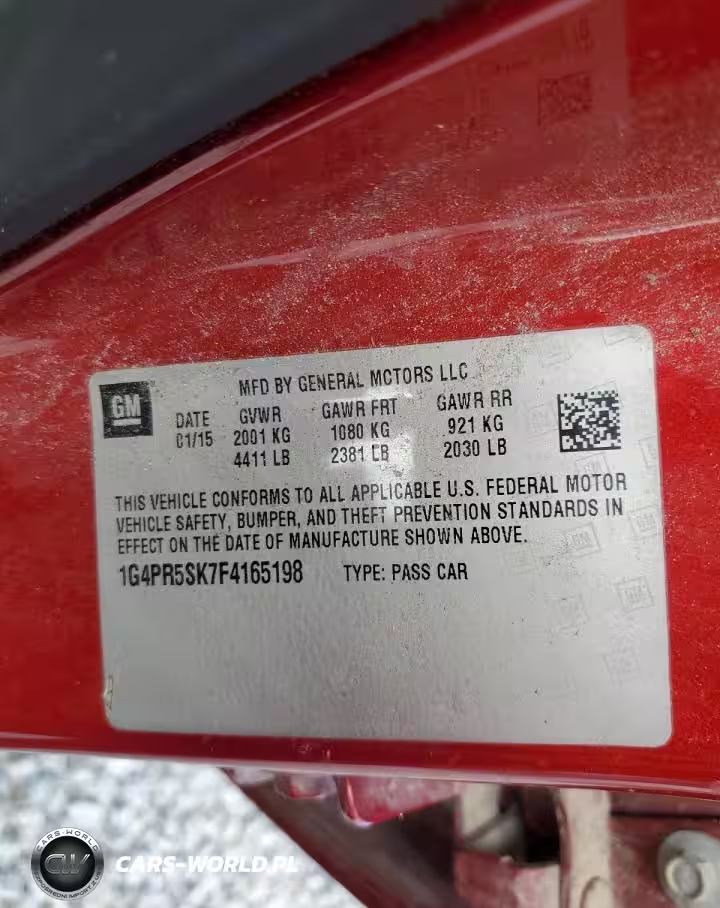 MFD BY GENERAL MOTORS LLC
GM
DATE GVWR GAWR FRT GAWR RR
01/15 2001 KG 1080 KG 921 KG
4411 LB 2381 LB 2030 LB
THIS VEHICLE CONFORMS TO ALL APPLICABLE U.S. FEDERAL MOTOR
VEHICLE SAFETY, BUMPER, AND THEFT PREVENTION STANDARDS IN
EFFECT ON THE DATE OF MANUFACTURE SHOWN ABOVE.
1G4PR5SK7F4165198 TYPE: PASS CAR
CARS-WORLD
CW
CARS-WORLD.PL